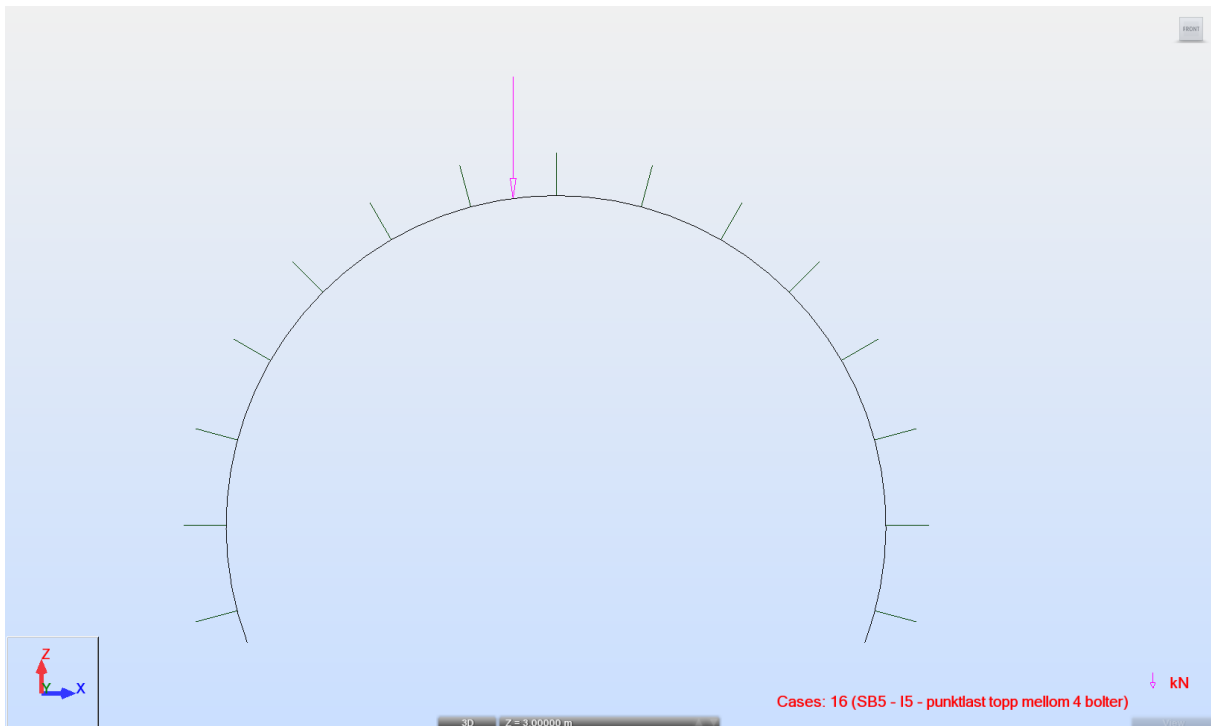 FRONT
Z
Y X
kN
Cases: 16 (SB5 - I5 - punktlast topp mellom 4 bolter)
3D Z = 3.00000 m